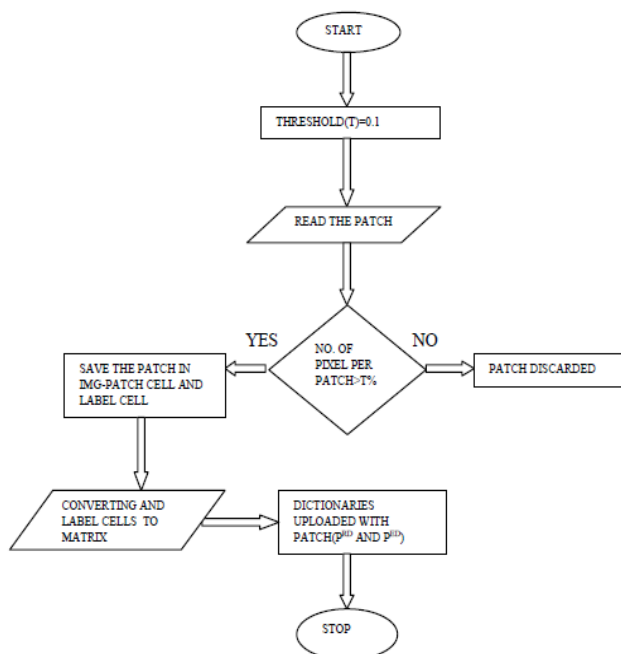 START
THRESHOLD(T)=0.1
READ THE PATCH
YES
NO
NO. OF
PIXEL PER
PATCH>T%
SAVE THE PATCH IN
IMG-PATCH CELL AND
LABEL CELL
PATCH DISCARDED
CONVERTING AND
LABEL CELLS TO
MATRIX
DICTIONARIES
UPLOADED WITH
PATCH(P^RD AND P^ED)
STOP